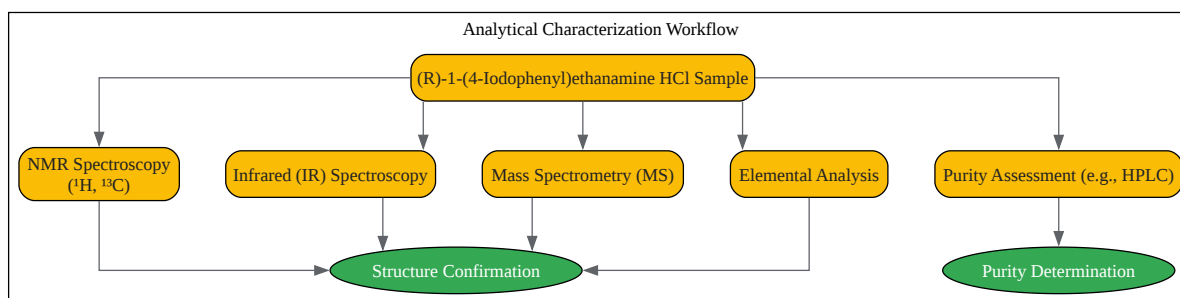 Analytical Characterization Workflow
(R)-1-(4-Iodophenyl)ethanamine HCl Sample
NMR Spectroscopy
(¹H, ¹³C)
Infrared (IR) Spectroscopy
Mass Spectrometry (MS)
Elemental Analysis
Purity Assessment (e.g., HPLC)
Structure Confirmation
Purity Determination